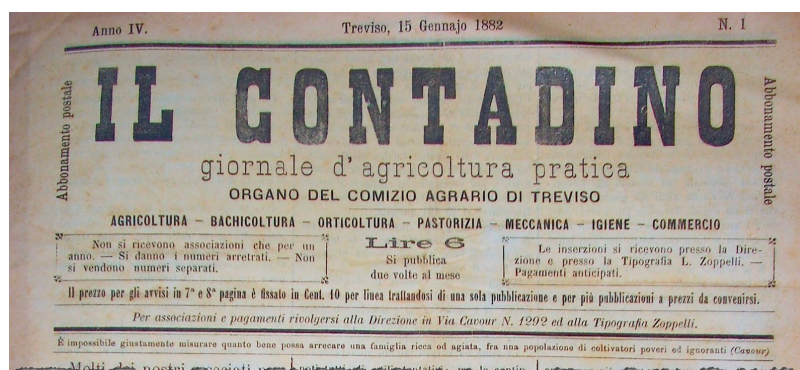 Anno IV. Treviso, 15 Gennajo 1882 N. 1
Abbonamento postale
IL CONTADINO
Abbonamento postale
giornale d'agricoltura pratica
ORGANO DEL COMIZIO AGRARIO DI TREVISO
AGRICOLTURA – BACHICOLTURA – ORTICOLTURA – PASTORIZIA – MECCANICA – IGIENE – COMMERCIO
Non si ricevono associazioni che per un
anno. — Si danno i numeri arretrati. — Non
si vendono numeri separati.
Lire 6
Si pubblica
due volte al mese
Le inserzioni si ricevono presso la Dire-
zione e presso la Tipografia L. Zoppelli. —
Pagamenti anticipati.
Il prezzo per gli avvisi in 7ª e 8ª pagina è fissato in Cent. 10 per linea trattandosi di una sola pubblicazione e per più pubblicazioni a prezzi da convenirsi.
Per associazioni e pagamenti rivolgersi alla Direzione in Via Cavour N. 1292 ed alla Tipografia Zoppelli.
È impossibile giustamente misurare quanto bene possa arrecare una famiglia ricca od agiata, fra una popolazione di coltivatori poveri ed ignoranti (Cavour)
Molti dei nostri associati